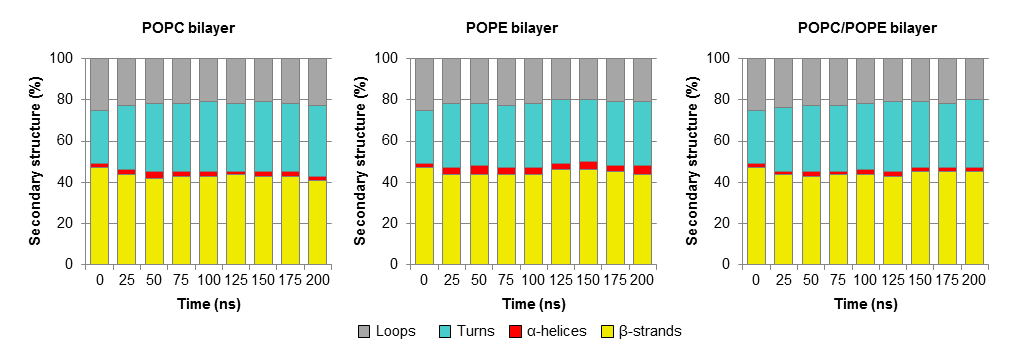 POPC bilayer POPE bilayer POPC/POPE bilayer
Secondary structure (%) Secondary structure (%) Secondary structure (%)
100 100 100
80 80 80
60 60 60
40 40 40
20 20 20
0 0 0
0 25 50 75 100 125 150 175 200 0 25 50 75 100 125 150 175 200 0 25 50 75 100 125 150 175 200
Time (ns) Time (ns) Time (ns)
Loops Turns α-helices β-strands